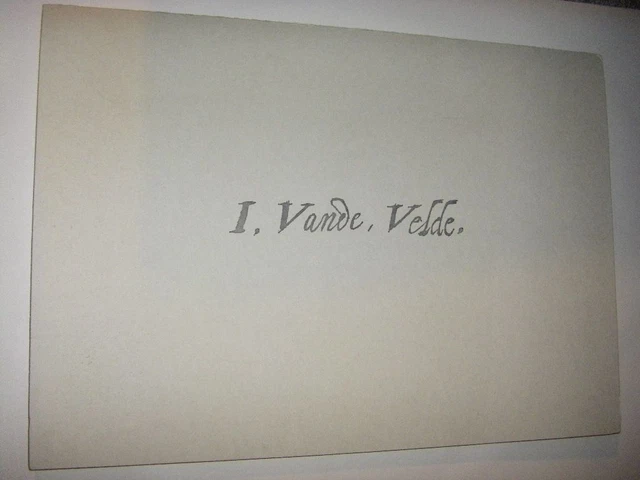 I, Vande, Velde.